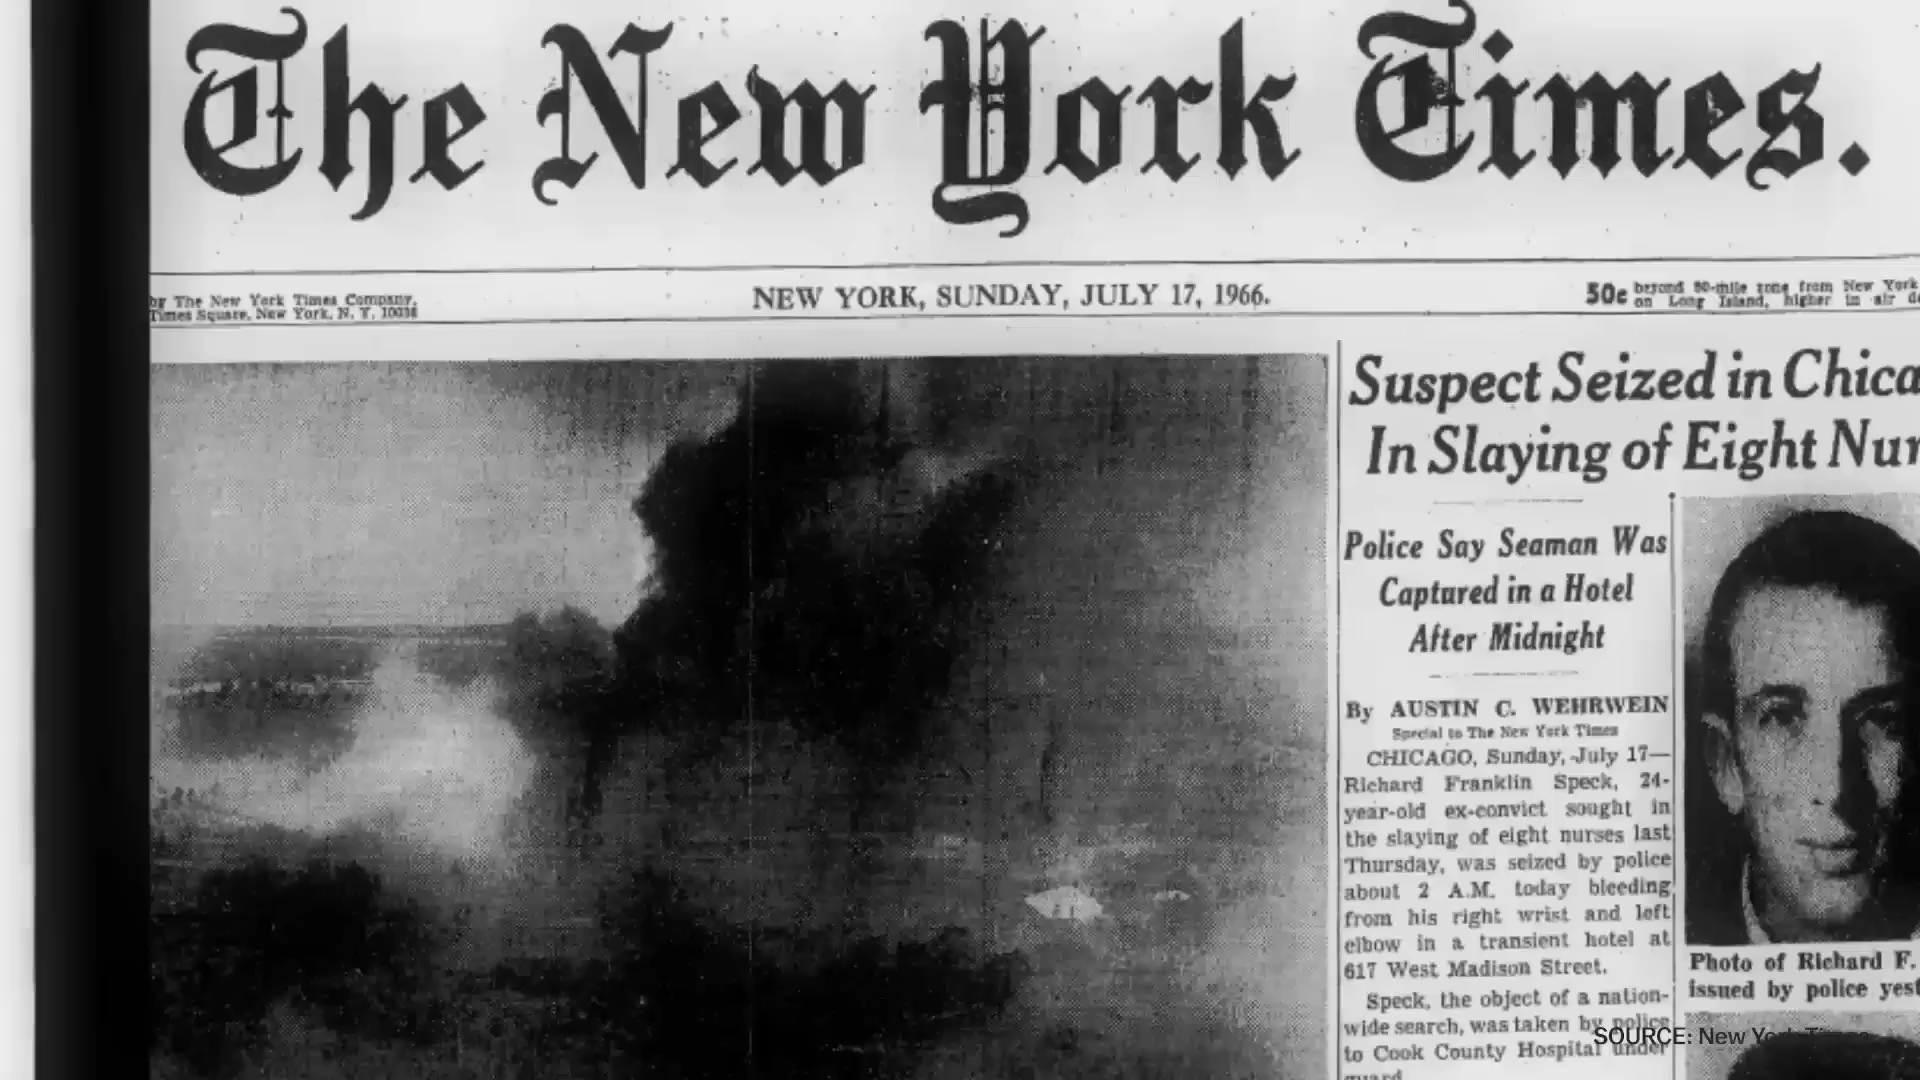 The New York Times.
by The New York Times Company.
Times Square, New York, N. Y. 10036
NEW YORK, SUNDAY, JULY 17, 1966.
50c beyond 50-mile zone from New York
on Long Island, higher in air
Suspect Seized in Chica
In Slaying of Eight Nur
Police Say Seaman Was
Captured in a Hotel
After Midnight
By AUSTIN C. WEHRWEIN
Special to The New York Times
CHICAGO, Sunday, July 17—
Richard Franklin Speck, 24-
year-old ex-convict sought in
the slaying of eight nurses last
Thursday, was seized by police
about 2 A.M. today bleeding
from his right wrist and left
elbow in a transient hotel at
617 West Madison Street.
Speck, the object of a nation-
wide search, was taken by police
to Cook County Hospital under
guard.
Photo of Richard F.
issued by police yest
SOURCE: New York Times